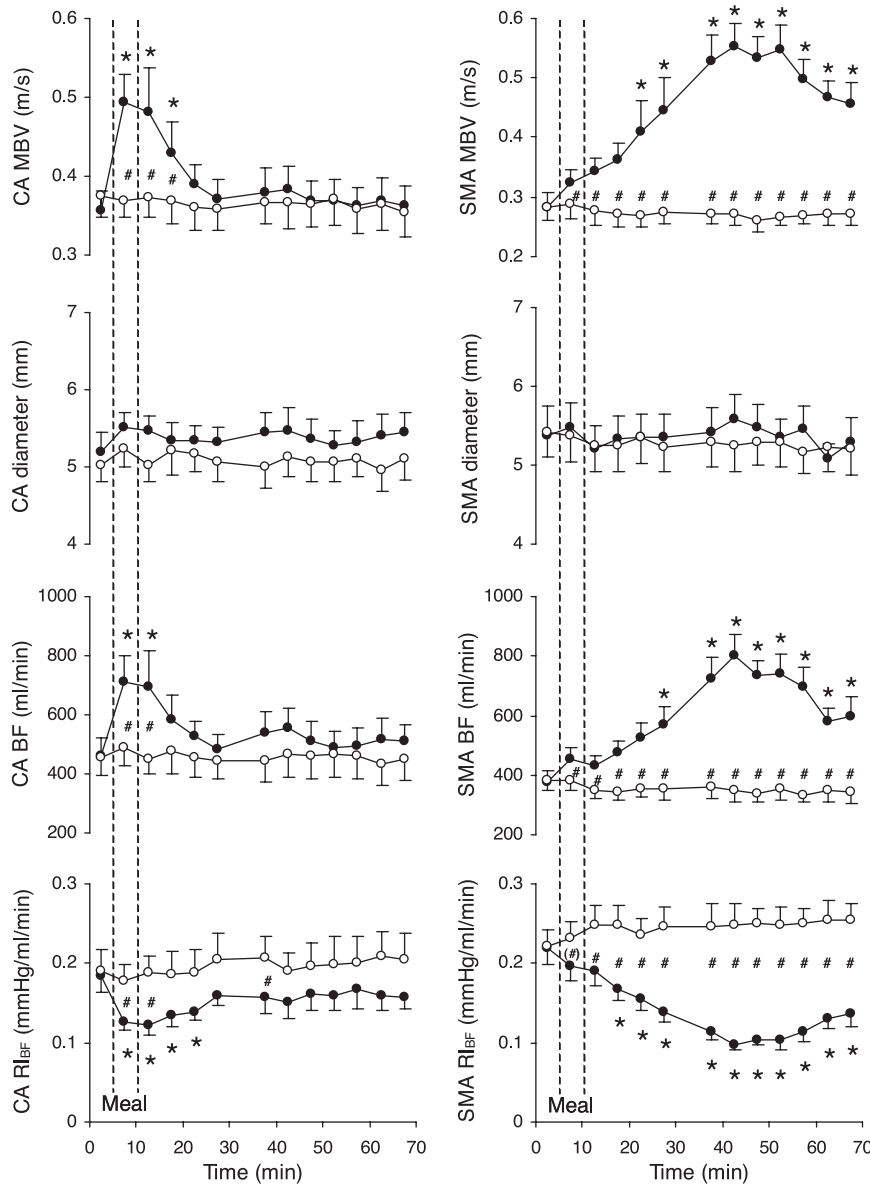 CA MBV (m/s)
0.6
0.5
0.4
0.3
* * *
# # #
SMA MBV (m/s)
0.6
0.5
0.4
0.3
0.2
* * * * * * * * *
# # # # # # # # # # # #
CA diameter (mm)
7
6
5
4
SMA diameter (mm)
7
6
5
4
CA BF (ml/min)
1000
800
600
400
200
* *
# #
SMA BF (ml/min)
1000
800
600
400
200
* * * * * * * *
# # # # # # # # # # # #
CA RIBF (mmHg/ml/min)
0.3
0.2
0.1
0
# # #
* * * *
Meal
0 10 20 30 40 50 60 70
Time (min)
SMA RIBF (mmHg/ml/min)
0.3
0.2
0.1
0
(#) # # # # # # # # # # #
* * * * * * * * * *
Meal
0 10 20 30 40 50 60 70
Time (min)